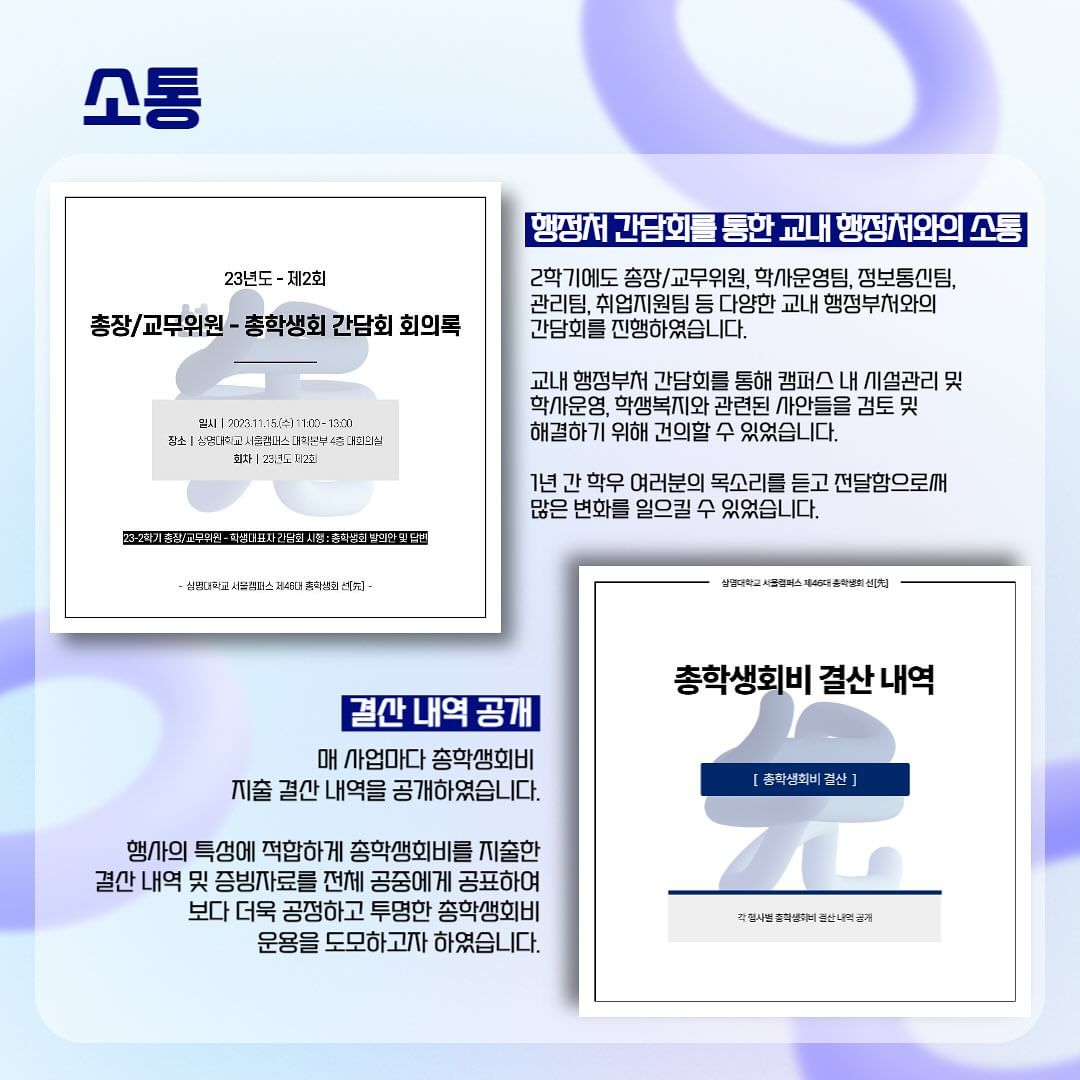 소통
23년도 - 제2회
총장/교무위원 - 총학생회 간담회 회의록
일시 | 2023.11.15.(수) 11:00 - 13:00
장소 | 상명대학교 서울캠퍼스 대학본부 4층 대회의실
회차 | 23년도 제2회
23-2학기 총장/교무위원 - 학생대표자 간담회 시행 : 총학생회 발의안 및 답변
- 상명대학교 서울캠퍼스 제46대 총학생회 선[先] -
행정처 간담회를 통한 교내 행정처와의 소통
2학기에도 총장/교무위원, 학사운영팀, 정보통신팀,
관리팀, 취업지원팀 등 다양한 교내 행정부처와의
간담회를 진행하였습니다.
교내 행정부처 간담회를 통해 캠퍼스 내 시설관리 및
학사운영, 학생복지와 관련된 사안들을 검토 및
해결하기 위해 건의할 수 있었습니다.
1년 간 학우 여러분의 목소리를 듣고 전달함으로써
많은 변화를 일으킬 수 있었습니다.
결산 내역 공개
매 사업마다 총학생회비
지출 결산 내역을 공개하였습니다.
행사의 특성에 적합하게 총학생회비를 지출한
결산 내역 및 증빙자료를 전체 공중에게 공표하여
보다 더욱 공정하고 투명한 총학생회비
운용을 도모하고자 하였습니다.
상명대학교 서울캠퍼스 제46대 총학생회 선[先]
총학생회비 결산 내역
先
[ 총학생회비 결산 ]
각 행사별 총학생회비 결산 내역 공개